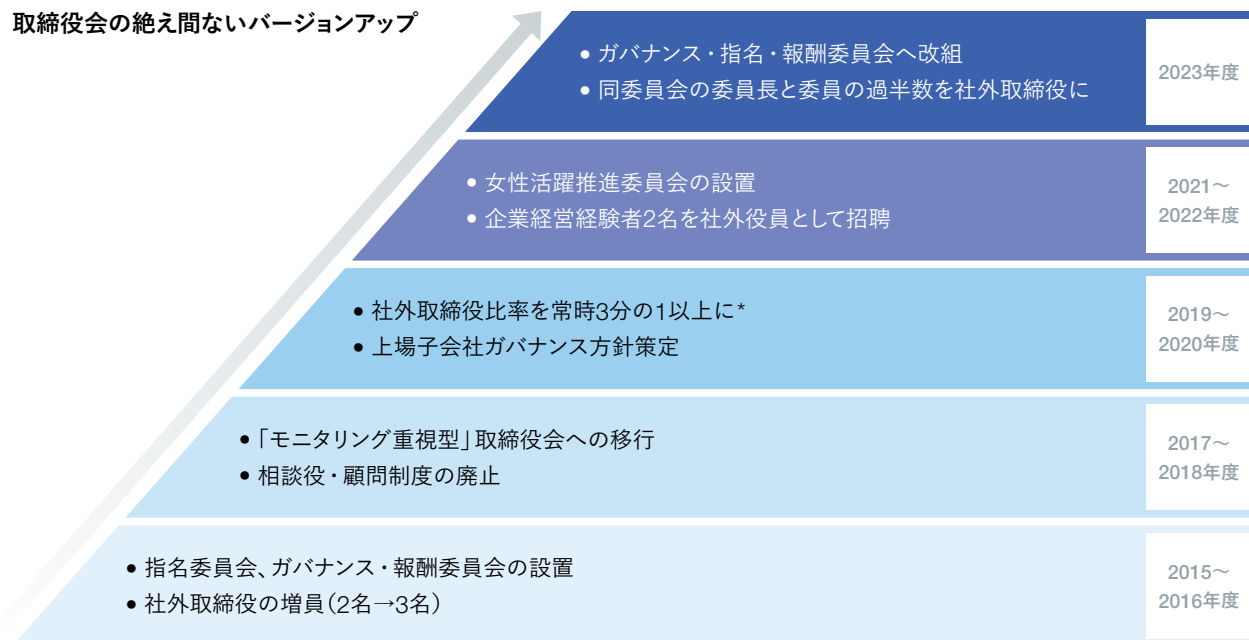 取締役会の絶え間ないバージョンアップ
• ガバナンス・指名・報酬委員会へ改組
• 同委員会の委員長と委員の過半数を社外取締役に
2023年度
• 女性活躍推進委員会の設置
• 企業経営経験者2名を社外役員として招聘
2021～
2022年度
• 社外取締役比率を常時3分の1以上に*
• 上場子会社ガバナンス方針策定
2019～
2020年度
• 「モニタリング重視型」取締役会への移行
• 相談役・顧問制度の廃止
2017～
2018年度
• 指名委員会、ガバナンス・報酬委員会の設置
• 社外取締役の増員（2名→3名）
2015～
2016年度